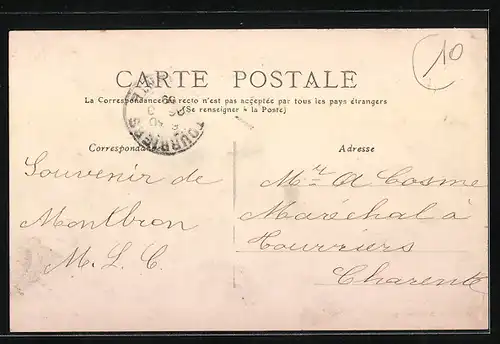 10
CARTE POSTALE
La Correspondance au recto n'est pas acceptée par tous les pays étrangers
(Se renseigner à la Poste)
TOURRIERS
Correspondance
Adresse
Souvenir de
Montbron
M. L. C.
Mr A Cosme
Maréchal à
Tourriers
Charente